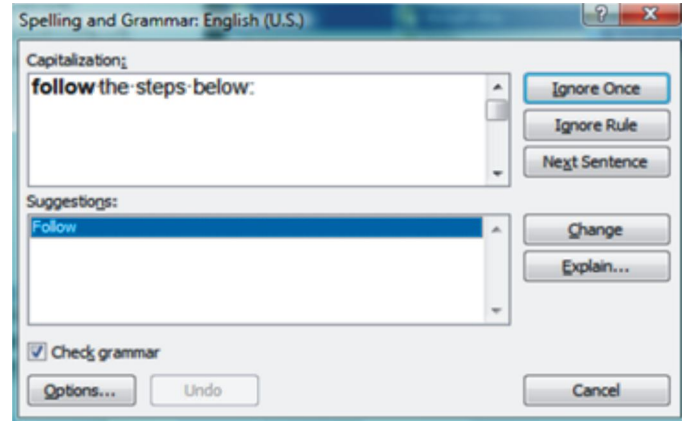 Spelling and Grammar: English (U.S.)
Capitalization:
follow·the·steps·below:
Ignore Once
Ignore Rule
Next Sentence
Suggestions:
Follow
Change
Explain...
Check grammar
Options...
Undo
Cancel